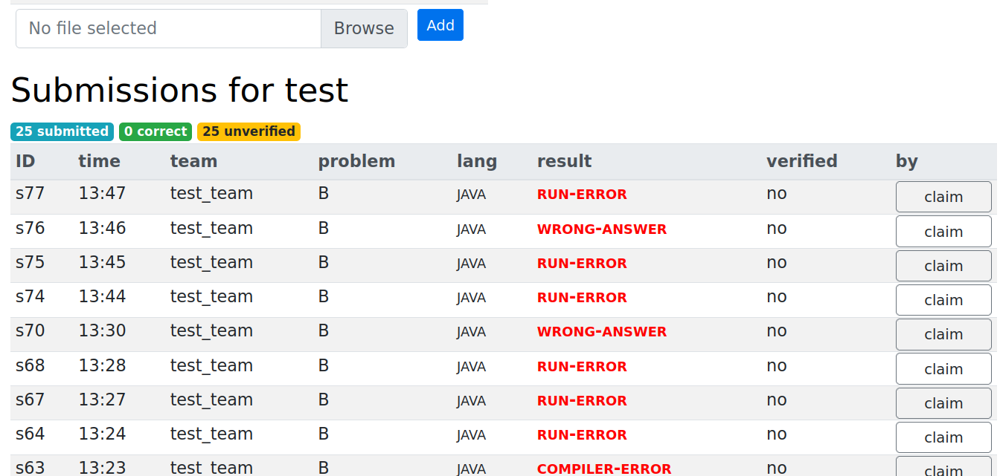 No file selected Browse Add
Submissions for test
25 submitted 0 correct 25 unverified
ID time team problem lang result verified by
s77 13:47 test_team B JAVA RUN-ERROR no claim
s76 13:46 test_team B JAVA WRONG-ANSWER no claim
s75 13:45 test_team B JAVA RUN-ERROR no claim
s74 13:44 test_team B JAVA RUN-ERROR no claim
s70 13:30 test_team B JAVA WRONG-ANSWER no claim
s68 13:28 test_team B JAVA RUN-ERROR no claim
s67 13:27 test_team B JAVA RUN-ERROR no claim
s64 13:24 test_team B JAVA RUN-ERROR no claim
s63 13:23 test_team B JAVA COMPILER-ERROR no claim